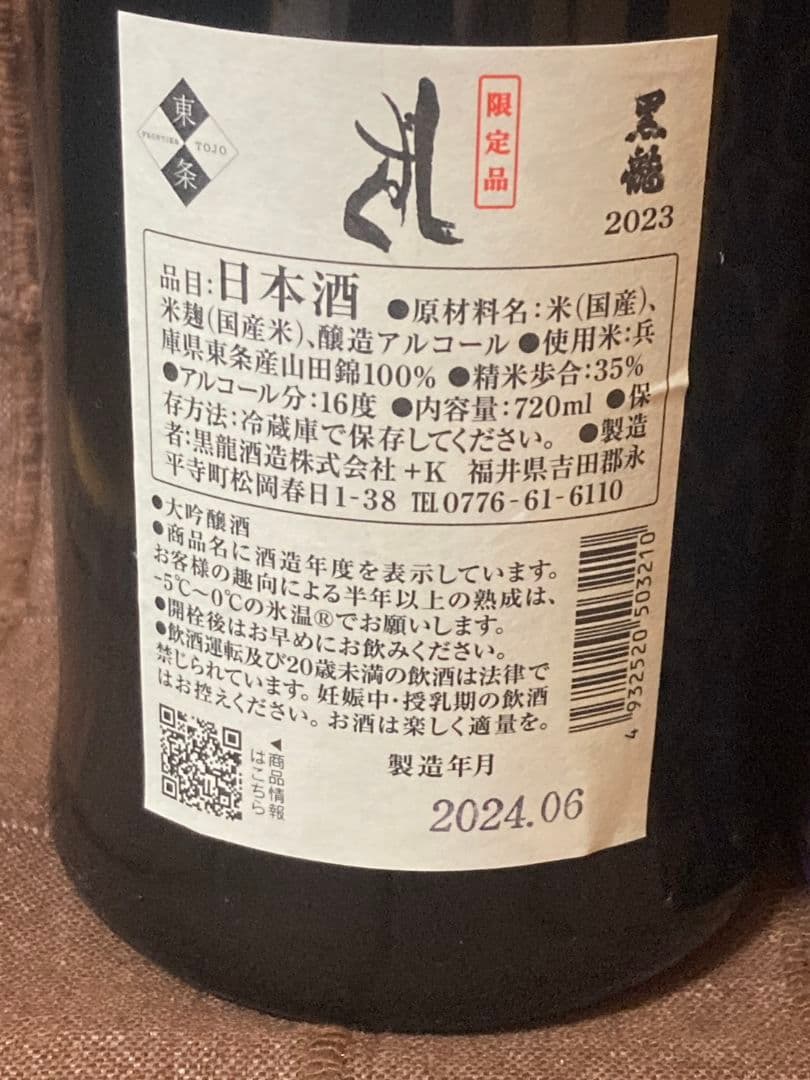 東
FRONTIER TOJO
条
限定品
黒龍
2023
品目:日本酒 ●原材料名:米(国産)、
米麹(国産米)、醸造アルコール ●使用米:兵
庫県東条産山田錦100% ●精米歩合:35%
●アルコール分:16度 ●内容量:720ml ●保
存方法:冷蔵庫で保存してください。 ●製造
者:黒龍酒造株式会社+K 福井県吉田郡永
平寺町松岡春日1-38 TEL0776-61-6110
●大吟醸酒
●商品名に酒造年度を表示しています。
お客様の趣向による半年以上の熟成は、
-5℃~0℃の氷温®でお願いします。
●開栓後はお早めにお飲みください。
●飲酒運転及び20歳未満の飲酒は法律で
禁じられています。妊娠中・授乳期の飲酒
はお控えください。お酒は楽しく適量を。
4 932520 503210
◀商品情報
はこちら
製造年月
2024.06